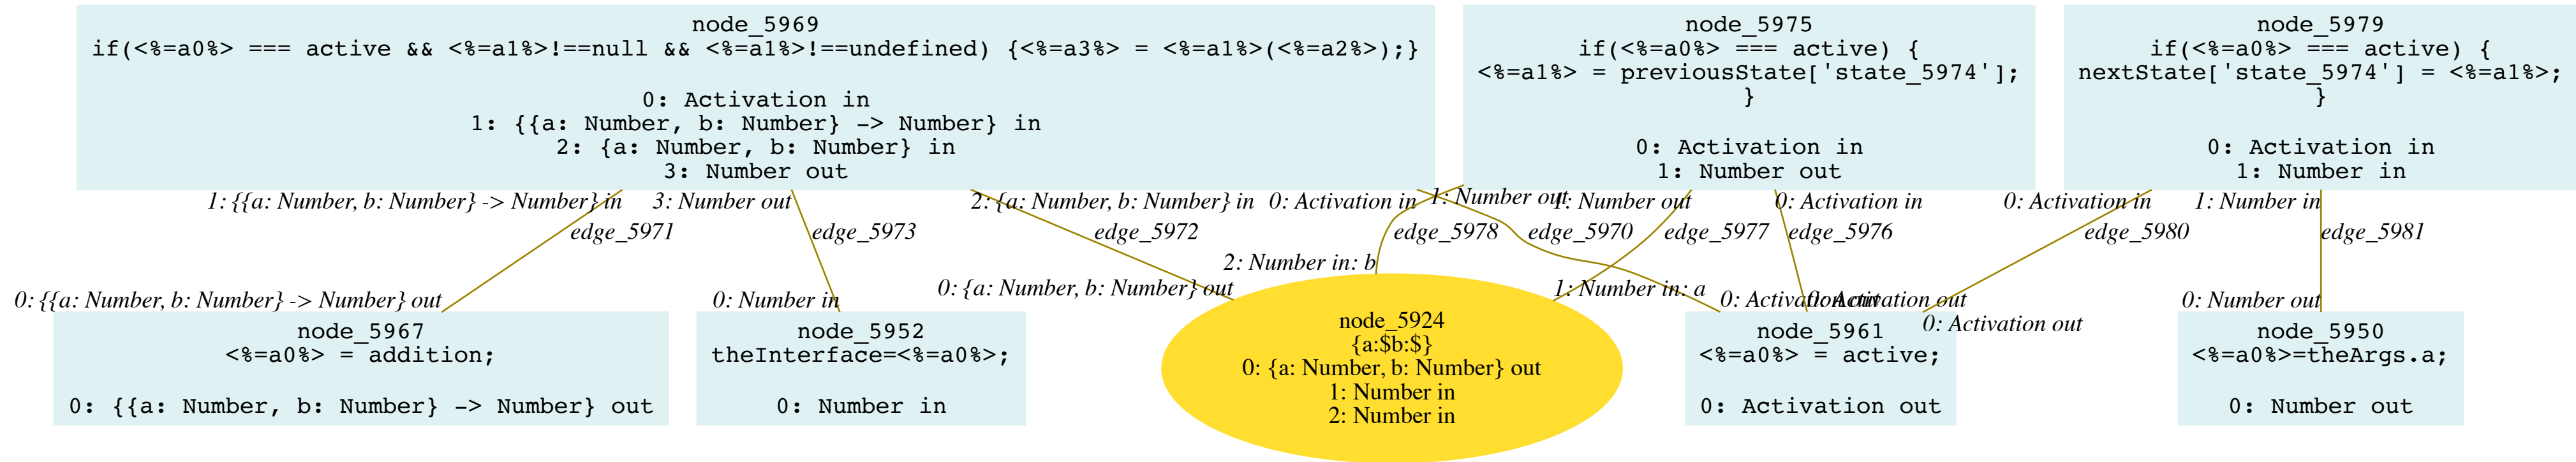 node_5969
if(<%=a0%> === active && <%=a1%>!==null && <%=a1%>!==undefined) {<%=a3%> = <%=a1%>(<%=a2%>);}
0: Activation in
1: {{a: Number, b: Number} -> Number} in
2: {a: Number, b: Number} in
3: Number out
node_5975
if(<%=a0%> === active) {
<%=a1%> = previousState['state_5974'];
}
0: Activation in
1: Number out
node_5979
if(<%=a0%> === active) {
nextState['state_5974'] = <%=a1%>;
}
0: Activation in
1: Number in
1: {{a: Number, b: Number} -> Number} in
3: Number out
2: {a: Number, b: Number} in
0: Activation in
1: Number out
1: Number out
0: Activation in
0: Activation in
1: Number in
edge_5971
edge_5973
edge_5972
edge_5978
edge_5970
edge_5977
edge_5976
edge_5980
edge_5981
2: Number in: b
0: {{a: Number, b: Number} -> Number} out
0: Number in
0: {a: Number, b: Number} out
1: Number in: a
0: Activation out
0: Activation out
0: Activation out
0: Number out
node_5967
<%=a0%> = addition;
0: {{a: Number, b: Number} -> Number} out
node_5952
theInterface=<%=a0%>;
0: Number in
node_5924
{a:$b:$}
0: {a: Number, b: Number} out
1: Number in
2: Number in
node_5961
<%=a0%> = active;
0: Activation out
node_5950
<%=a0%>=theArgs.a;
0: Number out